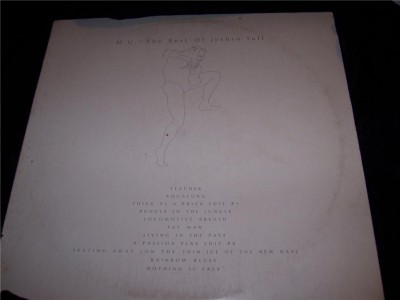 M.U. - The Best Of Jethro Tull
TEACHER
AQUALUNG
THICK AS A BRICK EDIT #1
BUNGLE IN THE JUNGLE
LOCOMOTIVE BREATH
FAT MAN
LIVING IN THE PAST
A PASSION PLAY EDIT #8
SKATING AWAY (ON THE THIN ICE OF THE NEW DAY)
RAINBOW BLUES
NOTHING IS EASY